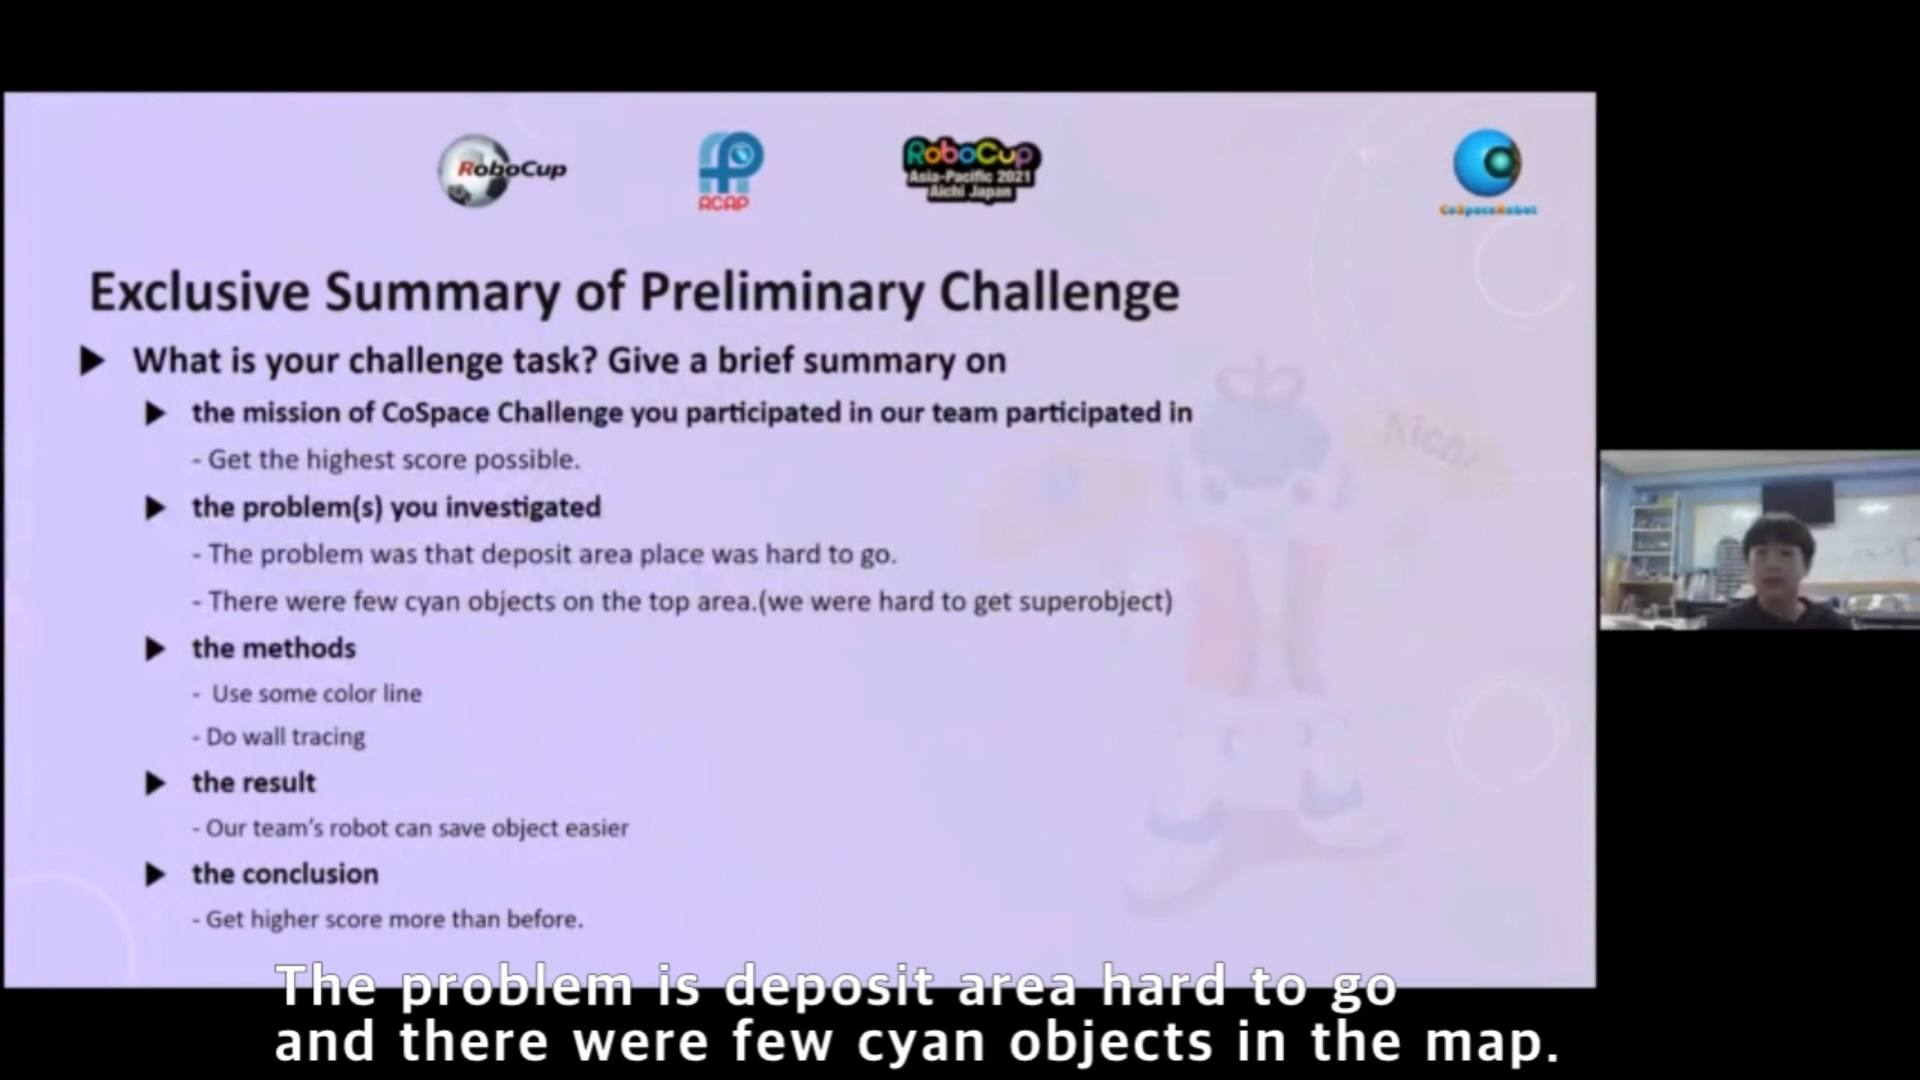 RoboCup
RCAP
RoboCup
Asia-Pacific 2021
Aichi Japan
CoSpaceRobot
Exclusive Summary of Preliminary Challenge
What is your challenge task? Give a brief summary on
the mission of CoSpace Challenge you participated in our team participated in
- Get the highest score possible.
the problem(s) you investigated
- The problem was that deposit area place was hard to go.
- There were few cyan objects on the top area.(we were hard to get superobject)
the methods
- Use some color line
- Do wall tracing
the result
- Our team's robot can save object easier
the conclusion
- Get higher score more than before.
Aichi
The problem is deposit area hard to go
and there were few cyan objects in the map.